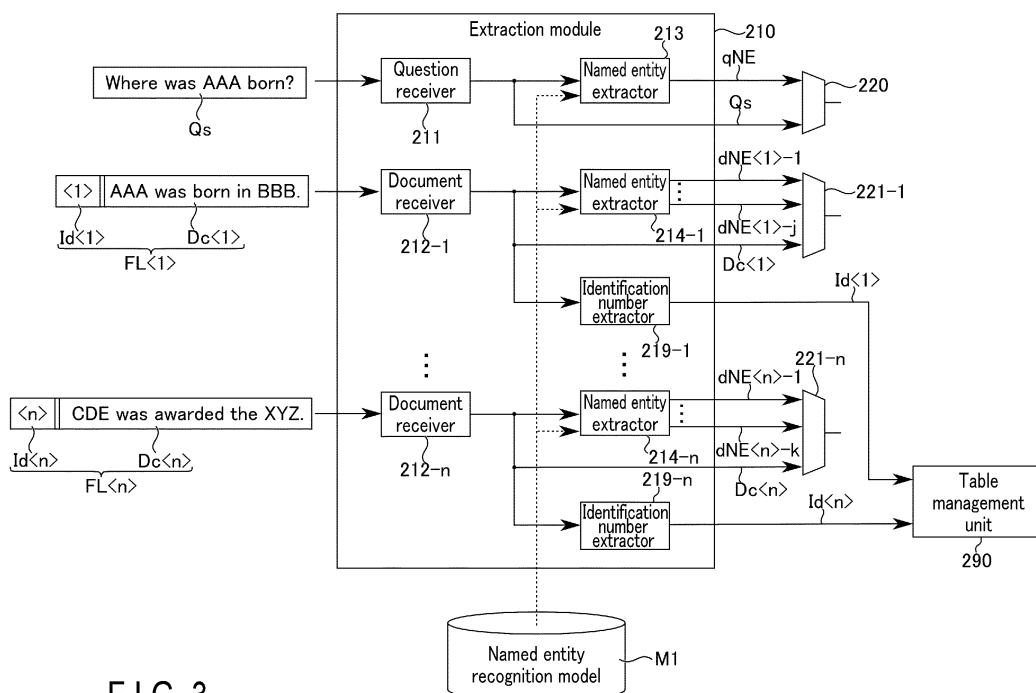 Extraction module
210
213
Where was AAA born?
Qs
Question
receiver
211
Named entity
extractor
qNE
Qs
220
<1>
AAA was born in BBB.
Id<1>
Dc<1>
FL<1>
Document
receiver
212-1
Named entity
extractor
214-1
dNE<1>-1
dNE<1>-j
Dc<1>
221-1
Identification
number
extractor
219-1
Id<1>
<n>
CDE was awarded the XYZ.
Id<n>
Dc<n>
FL<n>
Document
receiver
212-n
Named entity
extractor
214-n
dNE<n>-1
dNE<n>-k
Dc<n>
221-n
219-n
Identification
number
extractor
Id<n>
Table
management
unit
290
Named entity
recognition model
M1
FIG. 3